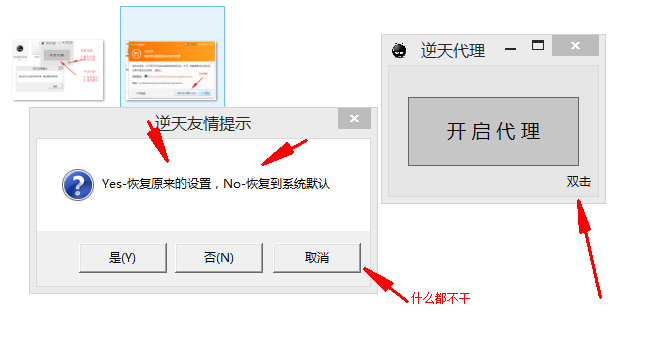 逆天代理
逆天友情提示
开启代理
Yes-恢复原来的设置，No-恢复到系统默认
双击
是(Y)
否(N)
取消
什么都不干